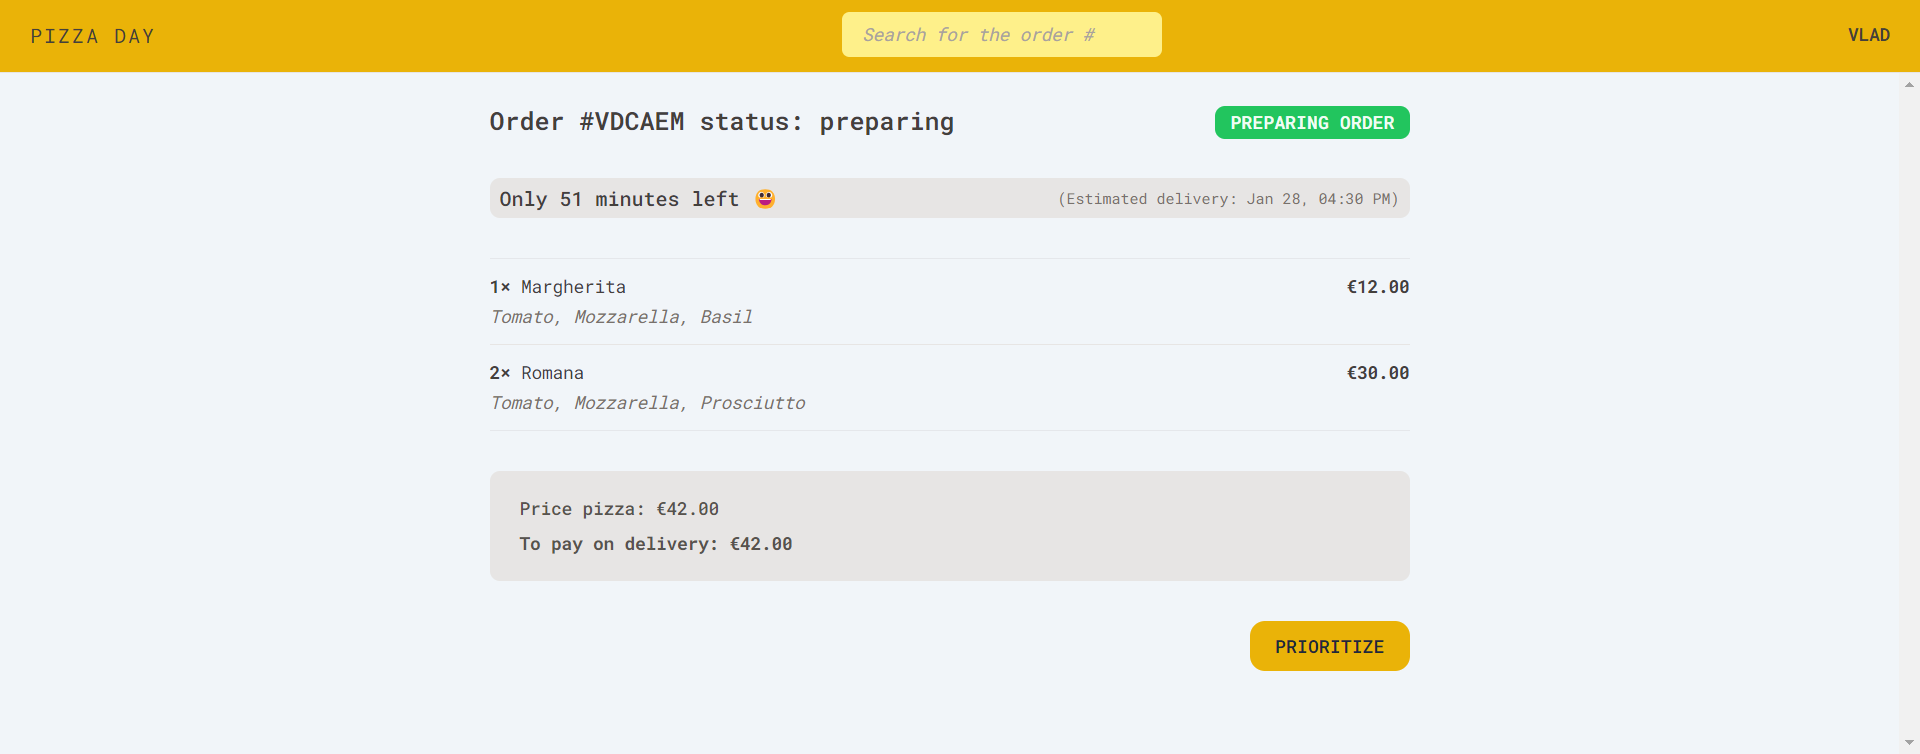 PIZZA DAY
Search for the order #
VLAD
Order #VDCAEM status: preparing
PREPARING ORDER
Only 51 minutes left 😀
(Estimated delivery: Jan 28, 04:30 PM)
1× Margherita
€12.00
Tomato, Mozzarella, Basil
2× Romana
€30.00
Tomato, Mozzarella, Prosciutto
Price pizza: €42.00
To pay on delivery: €42.00
PRIORITIZE